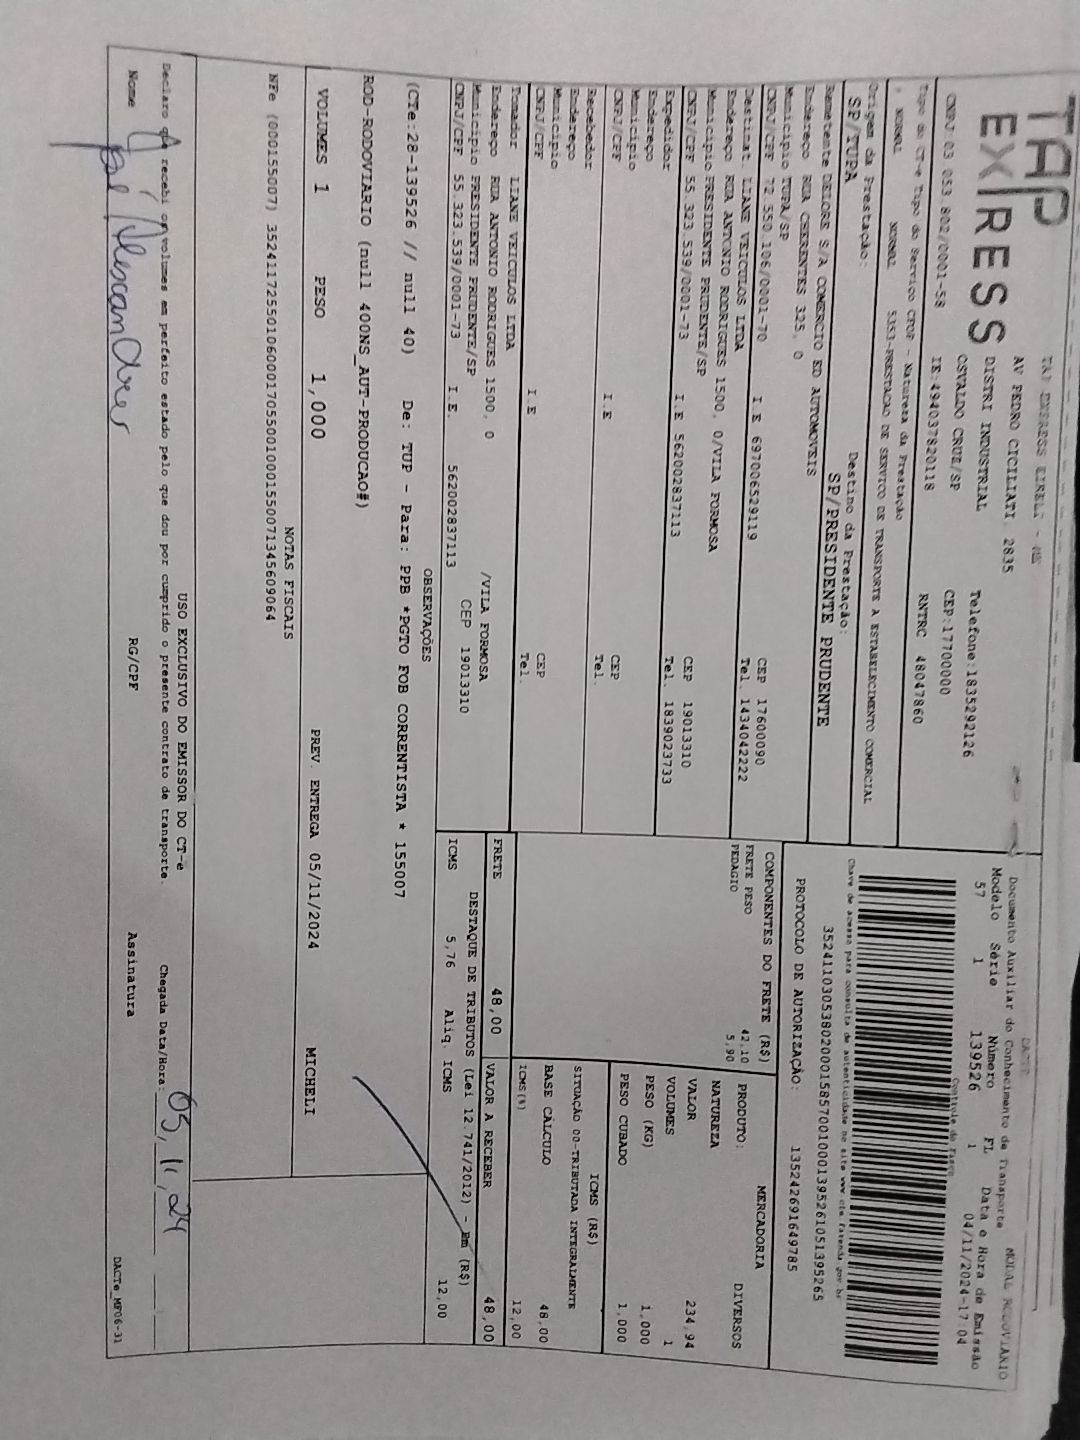 TAP
EXPRESS
TAP EXPRESS EIRELI - ME
AV PEDRO CICILIATI, 2835
DISTRI INDUSTRIAL
OSVALDO CRUZ/SP
Telefone:1835292126
CEP:17700000
CNPJ 03.053.802/0001-58 IE:494037820118 RNTRC 48047860
Tipo do CT-e Tipo do Serviço CFOP - Natureza da Prestação
NORMAL NORMAL 5353-PRESTACAO DE SERVICO DE TRANSPORTE A ESTABELECIMENTO COMERCIAL
Origem da Prestação: Destino da Prestação:
SP/TUPA SP/PRESIDENTE PRUDENTE
DACTE
Documento Auxiliar do Conhecimento de Transporte MODAL RODOVIARIO
Modelo Série Número FL Data e Hora de Emissão
57 1 139526 1 04/11/2024-17:04
Controle do Fisco
Chave de acesso para consulta de autenticidade no site www.cte.fazenda.gov.br
PROTOCOLO DE AUTORIZAÇÃO: 135242691649785
Remetente DELORE S/A COMERCIO ED AUTOMOVEIS
Endereço RUA CHERENTES 325, 0
Município TUPA/SP CEP 17600090
CNPJ/CPF 72.550.106/0001-70 I.E 697006529119 Tel. 1434042222
Destinat. LIANE VEICULOS LTDA
Endereço RUA ANTONIO RODRIGUES 1500, 0/VILA FORMOSA
Município PRESIDENTE PRUDENTE/SP CEP 19013310
CNPJ/CPF 55.323.539/0001-73 I.E 562002837113 Tel. 1839023733
Expedidor
Endereço
Município CEP
CNPJ/CPF I.E Tel.
Recebedor
Endereço
Município CEP
CNPJ/CPF I.E Tel.
Tomador LIANE VEICULOS LTDA
Endereço RUA ANTONIO RODRIGUES 1500, 0 /VILA FORMOSA
Município PRESIDENTE PRUDENTE/SP CEP 19013310
CNPJ/CPF 55.323.539/0001-73 I.E. 562002837113
COMPONENTES DO FRETE (R$)
FRETE PESO 42,10
PEDAGIO 5,90
MERCADORIA
PRODUTO: DIVERSOS
NATUREZA
VALOR 234,94
VOLUMES 1
PESO (KG) 1,000
PESO CUBADO 1,000
ICMS (R$)
SITUAÇÃO 00-TRIBUTADA INTEGRALMENTE
BASE CÁLCULO 48,00
ICMS(%) 12,00
FRETE 48,00 VALOR A RECEBER 48,00
DESTAQUE DE TRIBUTOS (Lei 12.741/2012) - Em (R$)
ICMS 5,76 Aliq. ICMS 12,00
OBSERVAÇÕES
(CTe:28-139526 // null 40) De: TUP - Para: PPB *PGTO FOB CORRENTISTA * 155007
ROD-RODOVIARIO (null 400NS_AUT-PRODUCAO#)
VOLUMES 1 PESO 1,000 PREV. ENTREGA 05/11/2024 MICHELI
NOTAS FISCAIS
NFe (000155007)
USO EXCLUSIVO DO EMISSOR DO CT-e
Declaro que recebi os volumes em perfeito estado pelo que dou por cumprido o presente contrato de transporte. Chegada Data/Hora: 05, 11, 24
Nome RG/CPF Assinatura
DACTe_MF06-31